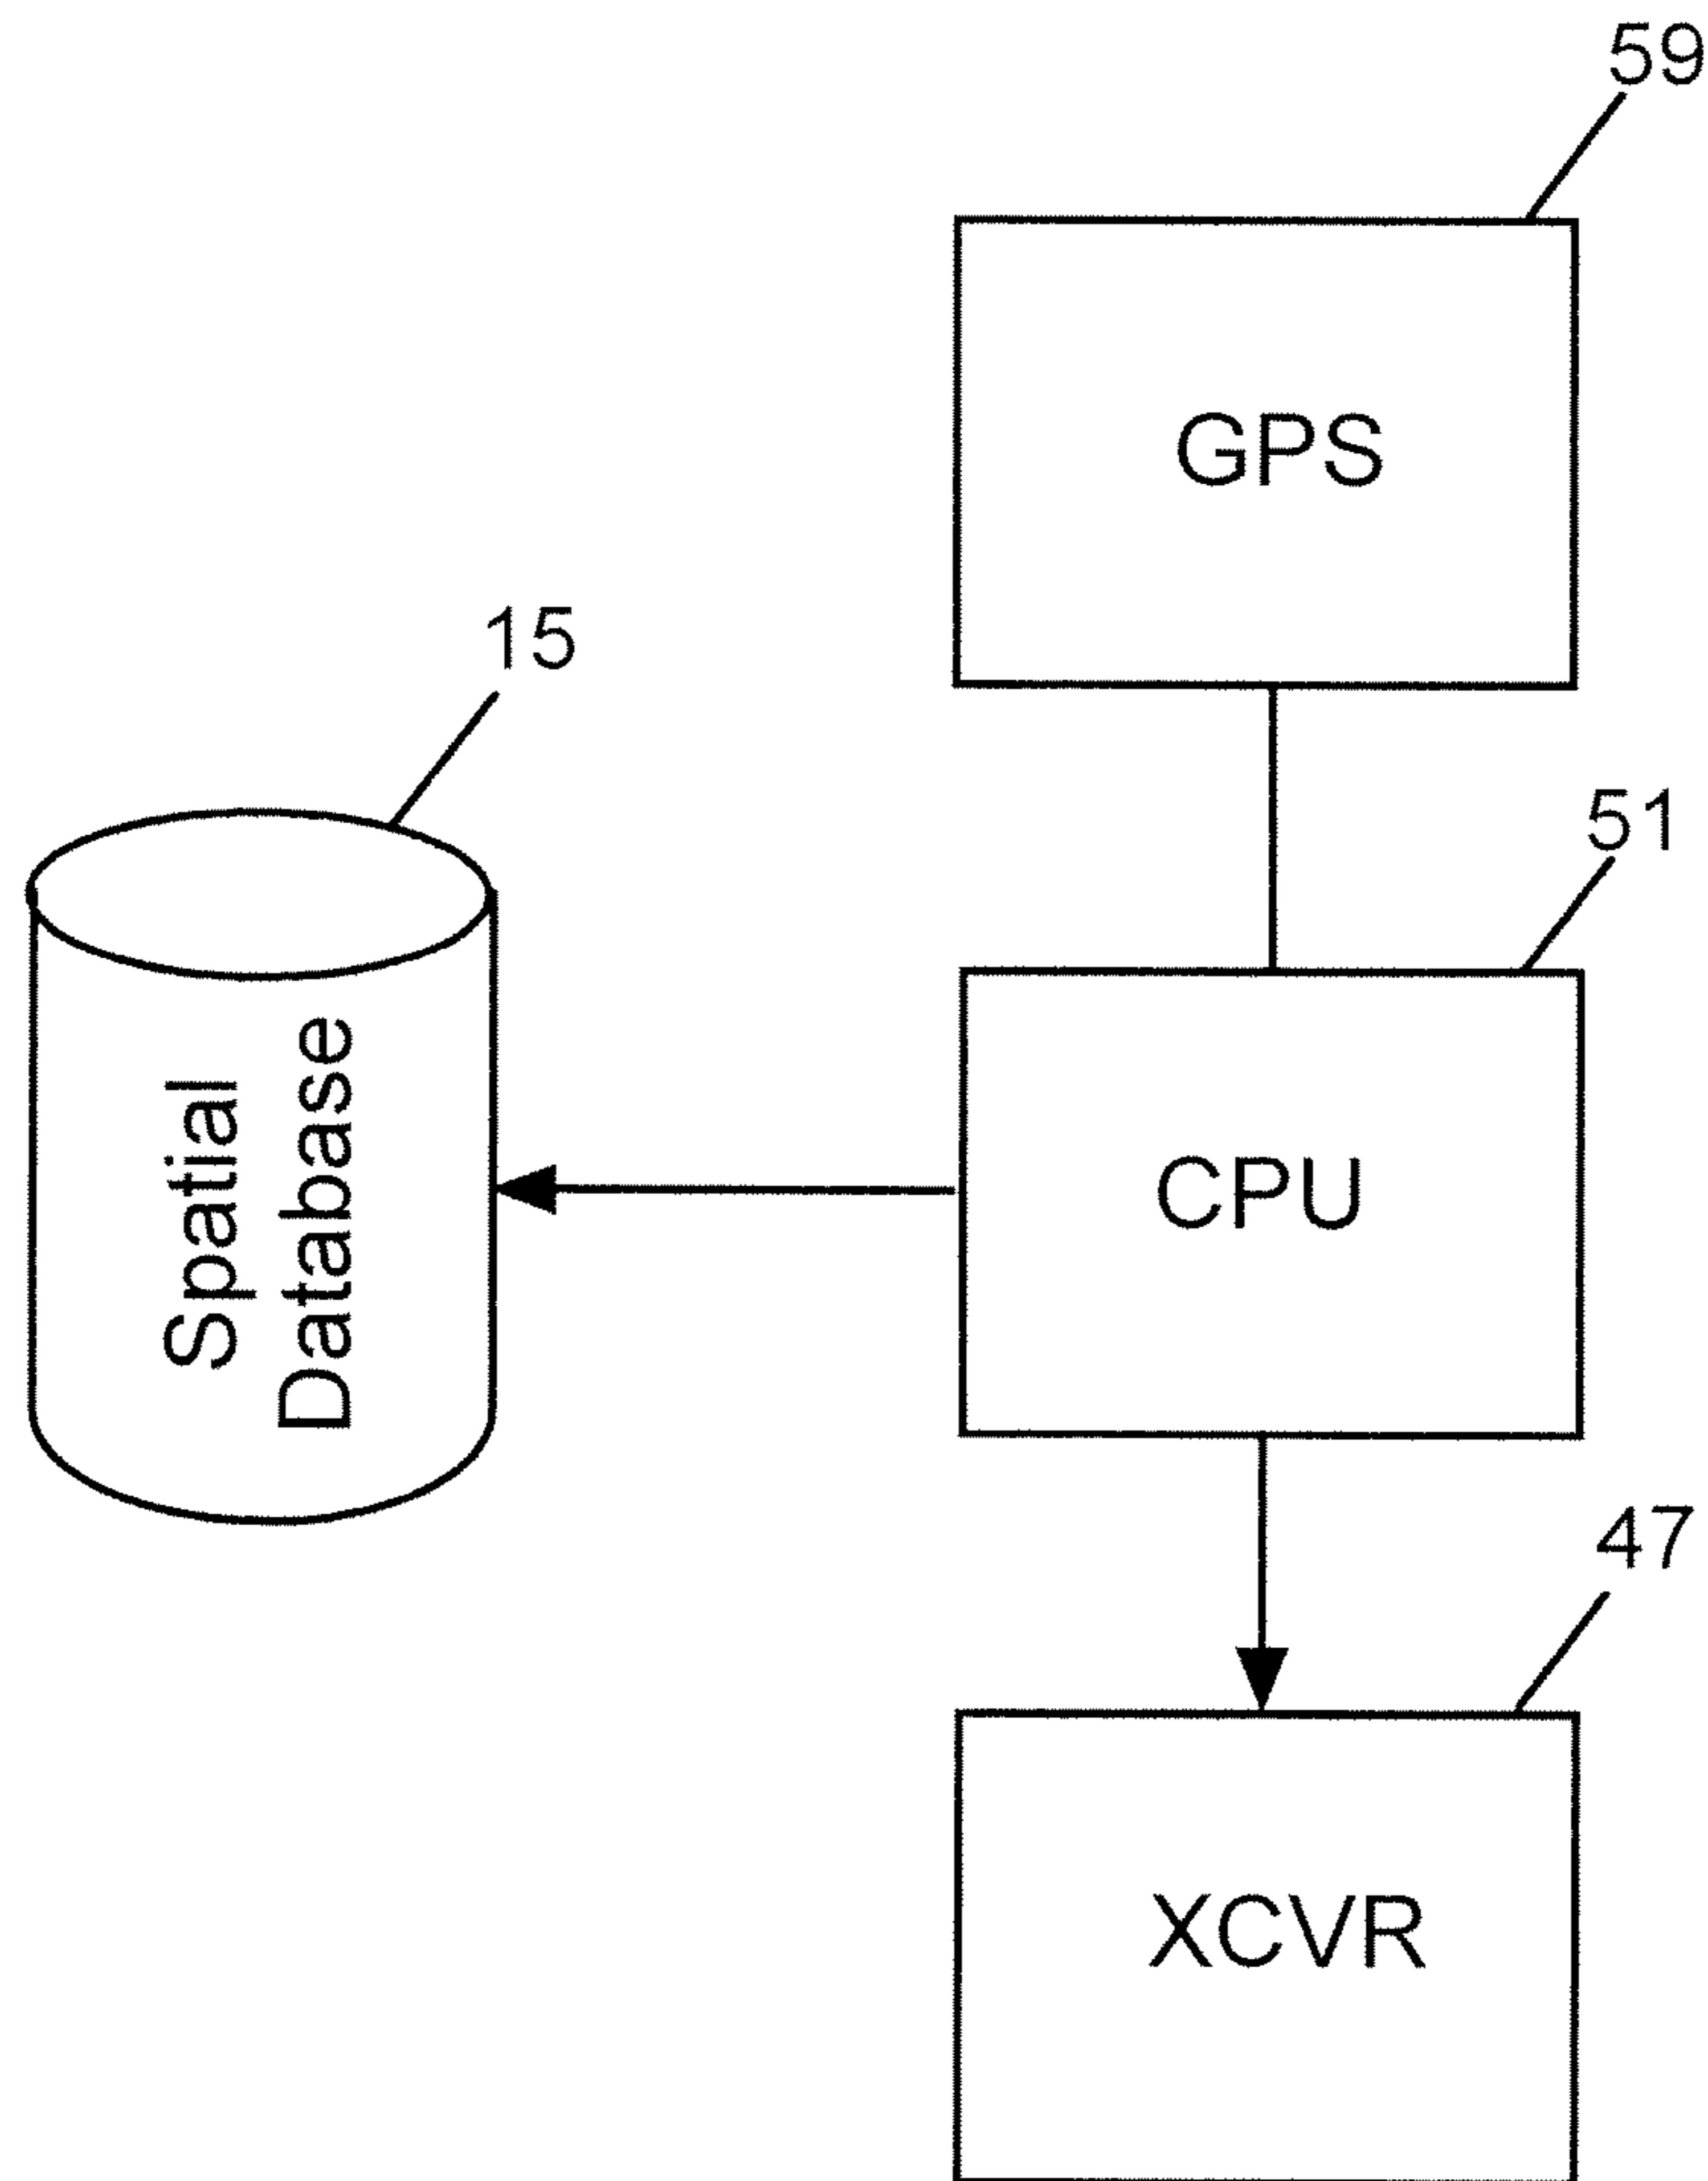 59
GPS
15
51
Spatial
Database
CPU
47
XCVR